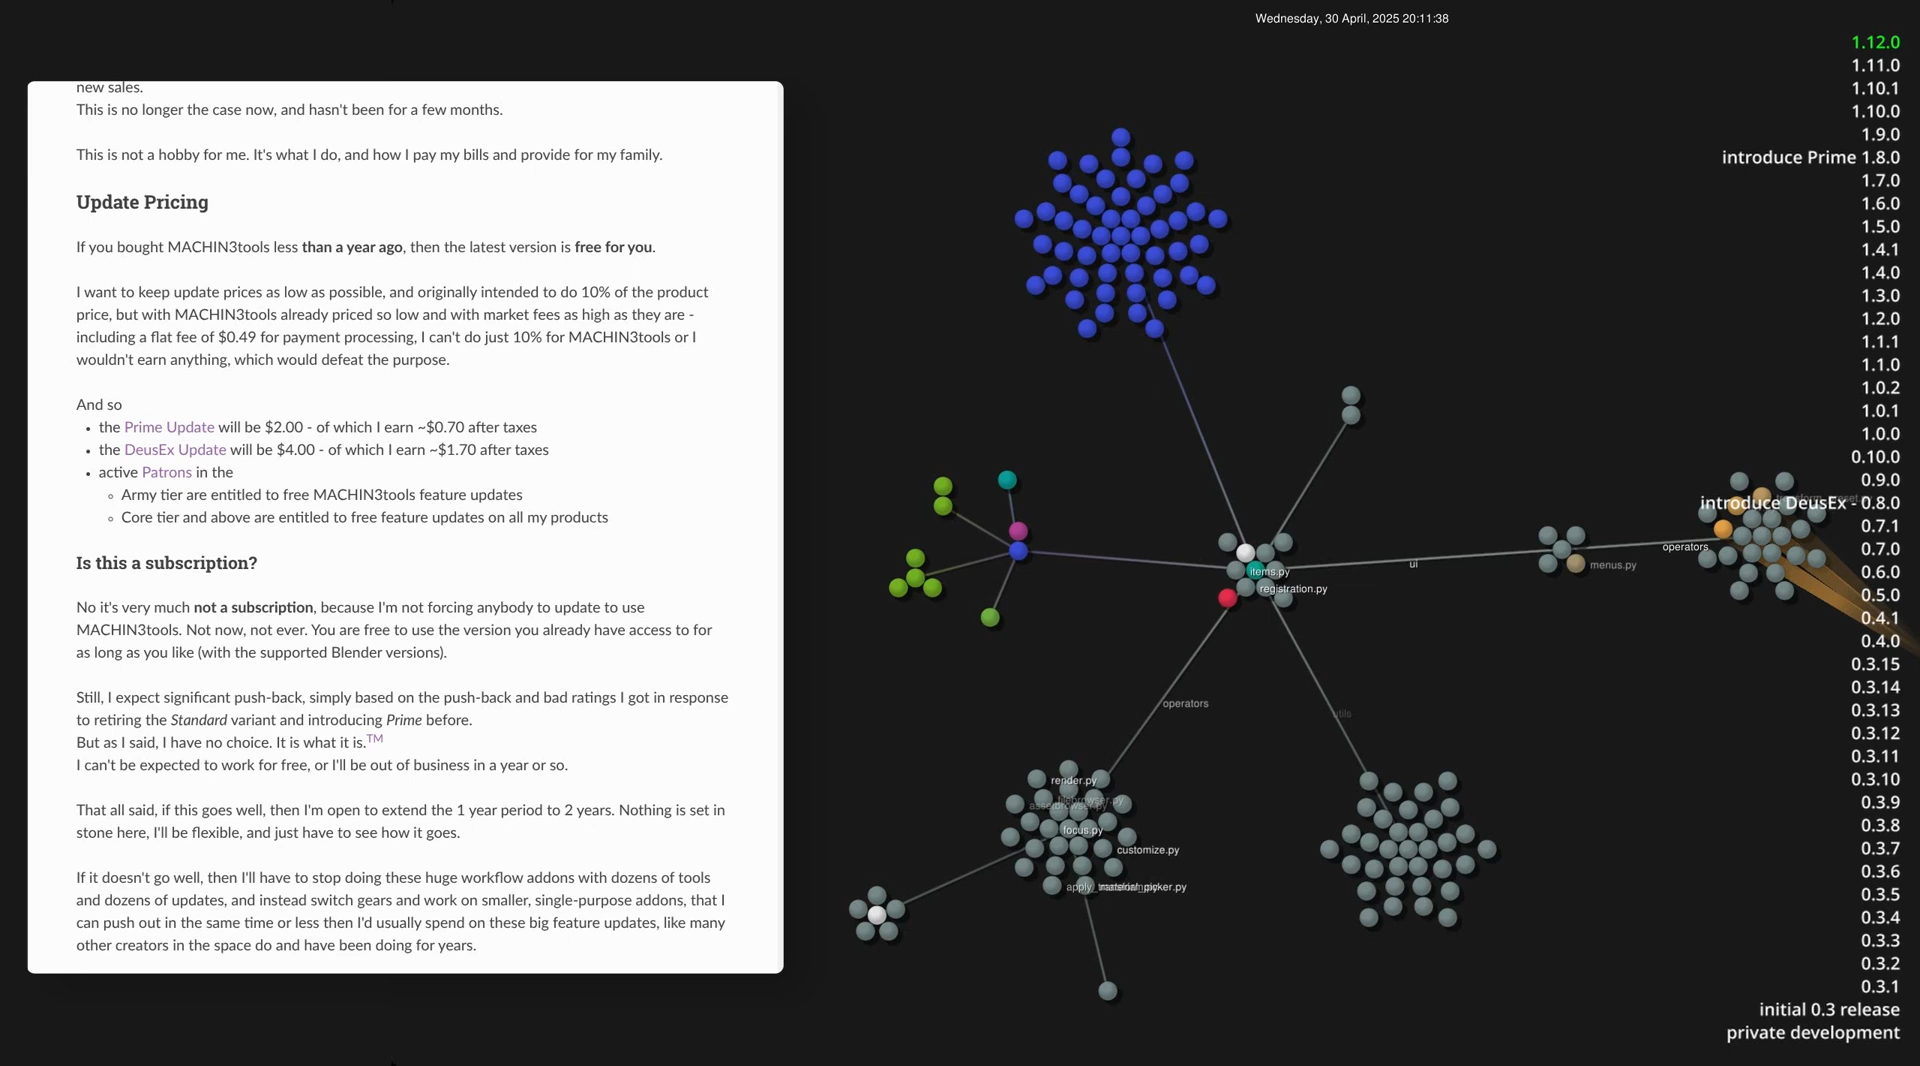 Wednesday, 30 April, 2025 20:11:38
new sales.
This is no longer the case now, and hasn't been for a few months.
This is not a hobby for me. It's what I do, and how I pay my bills and provide for my family.
Update Pricing
If you bought MACHIN3tools less than a year ago, then the latest version is free for you.
I want to keep update prices as low as possible, and originally intended to do 10% of the product
price, but with MACHIN3tools already priced so low and with market fees as high as they are -
including a flat fee of $0.49 for payment processing, I can't do just 10% for MACHIN3tools or I
wouldn't earn anything, which would defeat the purpose.
And so
• the Prime Update will be $2.00 - of which I earn ~$0.70 after taxes
• the DeusEx Update will be $4.00 - of which I earn ~$1.70 after taxes
• active Patrons in the
◦ Army tier are entitled to free MACHIN3tools feature updates
◦ Core tier and above are entitled to free feature updates on all my products
Is this a subscription?
No it's very much not a subscription, because I'm not forcing anybody to update to use
MACHIN3tools. Not now, not ever. You are free to use the version you already have access to for
as long as you like (with the supported Blender versions).
Still, I expect significant push-back, simply based on the push-back and bad ratings I got in response
to retiring the Standard variant and introducing Prime before.
But as I said, I have no choice. It is what it is.TM
I can't be expected to work for free, or I'll be out of business in a year or so.
That all said, if this goes well, then I'm open to extend the 1 year period to 2 years. Nothing is set in
stone here, I'll be flexible, and just have to see how it goes.
If it doesn't go well, then I'll have to stop doing these huge workflow addons with dozens of tools
and dozens of updates, and instead switch gears and work on smaller, single-purpose addons, that I
can push out in the same time or less then I'd usually spend on these big feature updates, like many
other creators in the space do and have been doing for years.
items.py
registration.py
ui
menus.py
operators
operators
utils
render.py
filebrowser.py
assetbrowser.py
focus.py
customize.py
1.12.0
1.11.0
1.10.1
1.10.0
1.9.0
introduce Prime 1.8.0
1.7.0
1.6.0
1.5.0
1.4.1
1.4.0
1.3.0
1.2.0
1.1.1
1.1.0
1.0.2
1.0.1
1.0.0
0.10.0
0.9.0
introduce DeusEx - 0.8.0
0.7.1
0.7.0
0.6.0
0.5.0
0.4.1
0.4.0
0.3.15
0.3.14
0.3.13
0.3.12
0.3.11
0.3.10
0.3.9
0.3.8
0.3.7
0.3.6
0.3.5
0.3.4
0.3.3
0.3.2
0.3.1
initial 0.3 release
private development